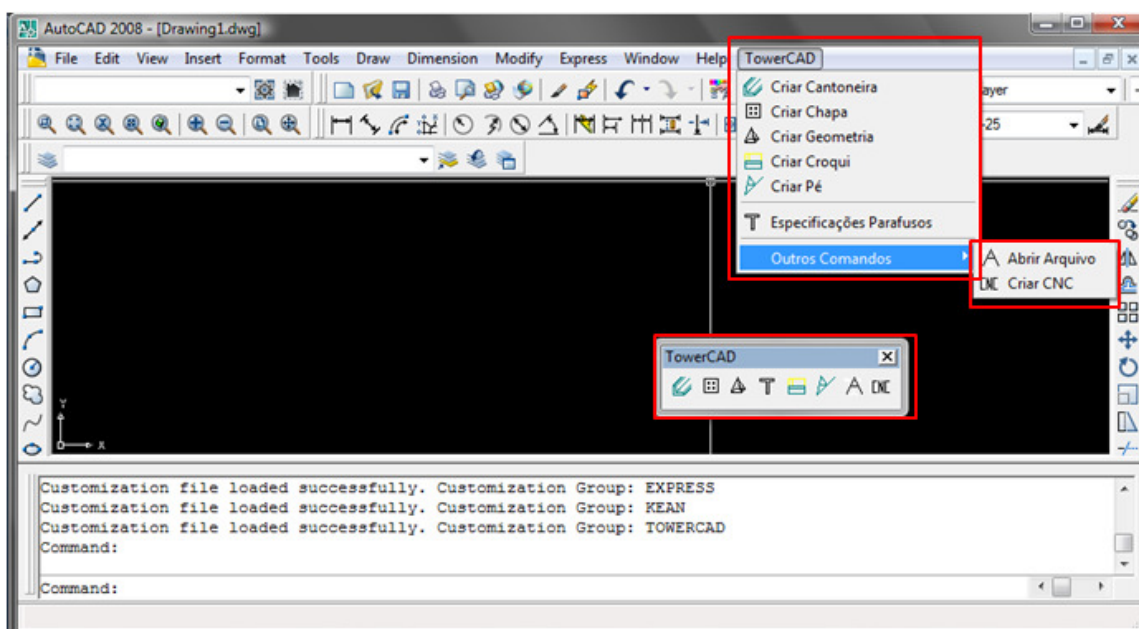 AutoCAD 2008 - [Drawing1.dwg]
File Edit View Insert Format Tools Draw Dimension Modify Express Window Help TowerCAD
Criar Cantoneira
ayer
Criar Chapa
Criar Geometria
-25
Criar Croqui
Criar Pé
Especificações Parafusos
Outros Comandos
Abrir Arquivo
CNC Criar CNC
TowerCAD
CNC
Y
X
Customization file loaded successfully. Customization Group: EXPRESS
Customization file loaded successfully. Customization Group: KEAN
Customization file loaded successfully. Customization Group: TOWERCAD
Command:
Command: